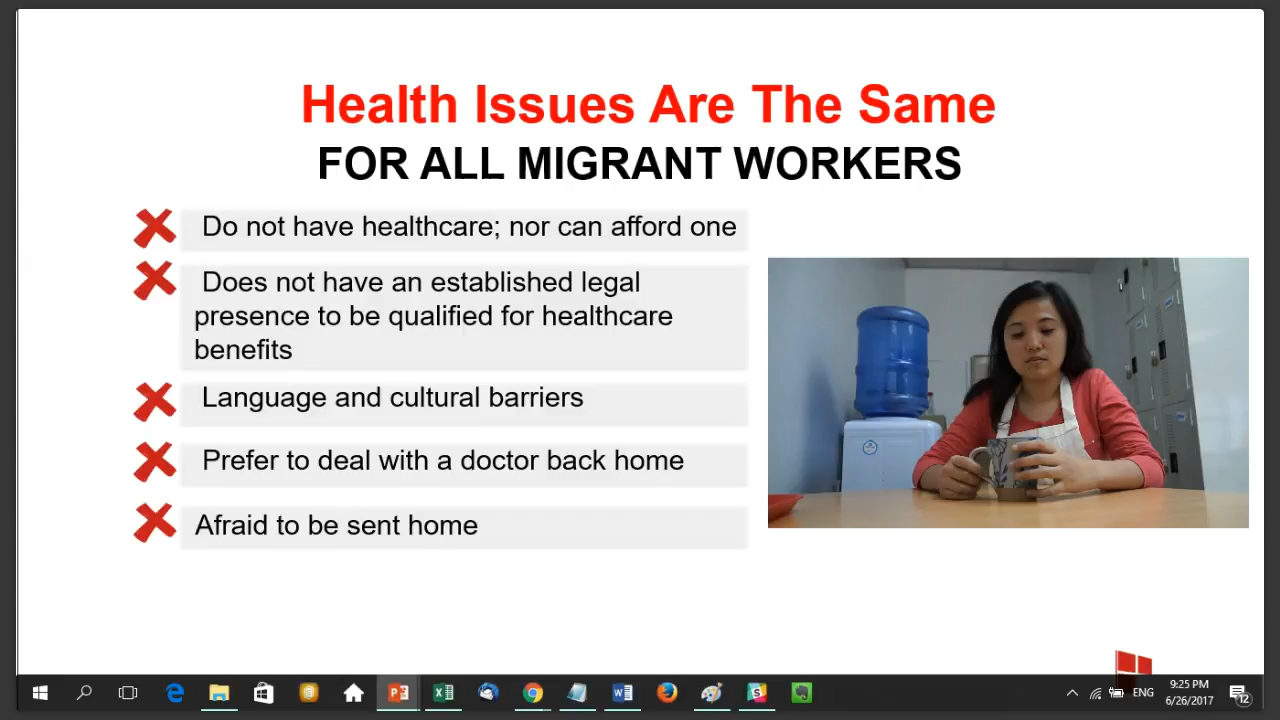 Health Issues Are The Same
FOR ALL MIGRANT WORKERS
Do not have healthcare; nor can afford one
Does not have an established legal
presence to be qualified for healthcare
benefits
Language and cultural barriers
Prefer to deal with a doctor back home
Afraid to be sent home
ENG
9:25 PM
6/26/2017
12